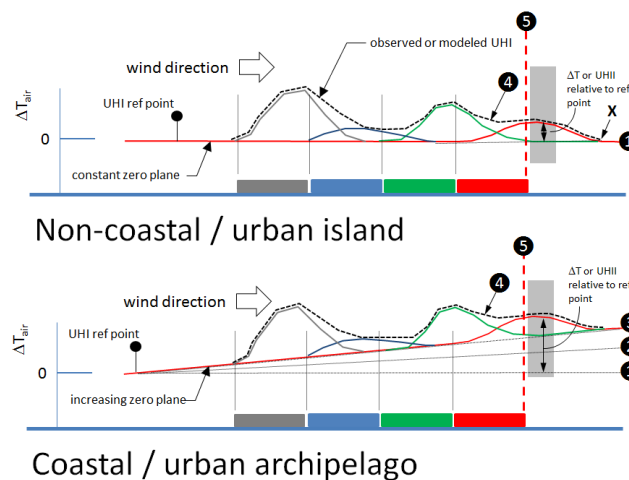 5
observed or modeled UHI
wind direction
4
ΔT or UHII
relative to ref
point
X
UHI ref point
ΔTair
0
1
constant zero plane
Non-coastal / urban island
5
4
ΔT or UHII
relative to ref
point
wind direction
UHI ref point
ΔTair
0
increasing zero plane
Coastal / urban archipelago